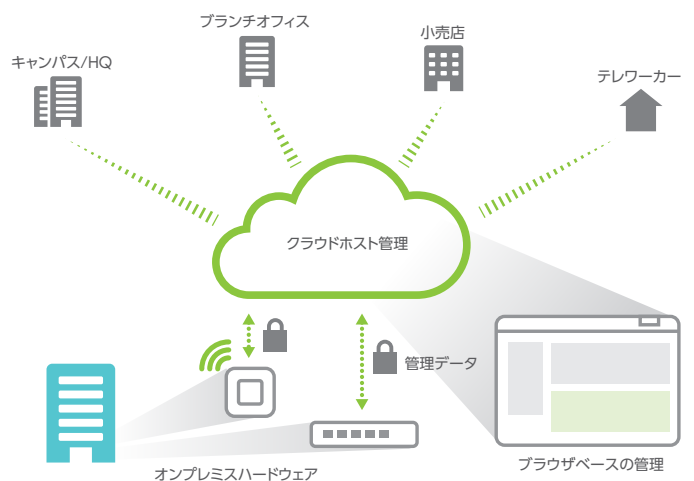 ブランチオフィス
小売店
キャンパス/HQ
テレワーカー
クラウドホスト管理
管理データ
オンプレミスハードウェア
ブラウザベースの管理